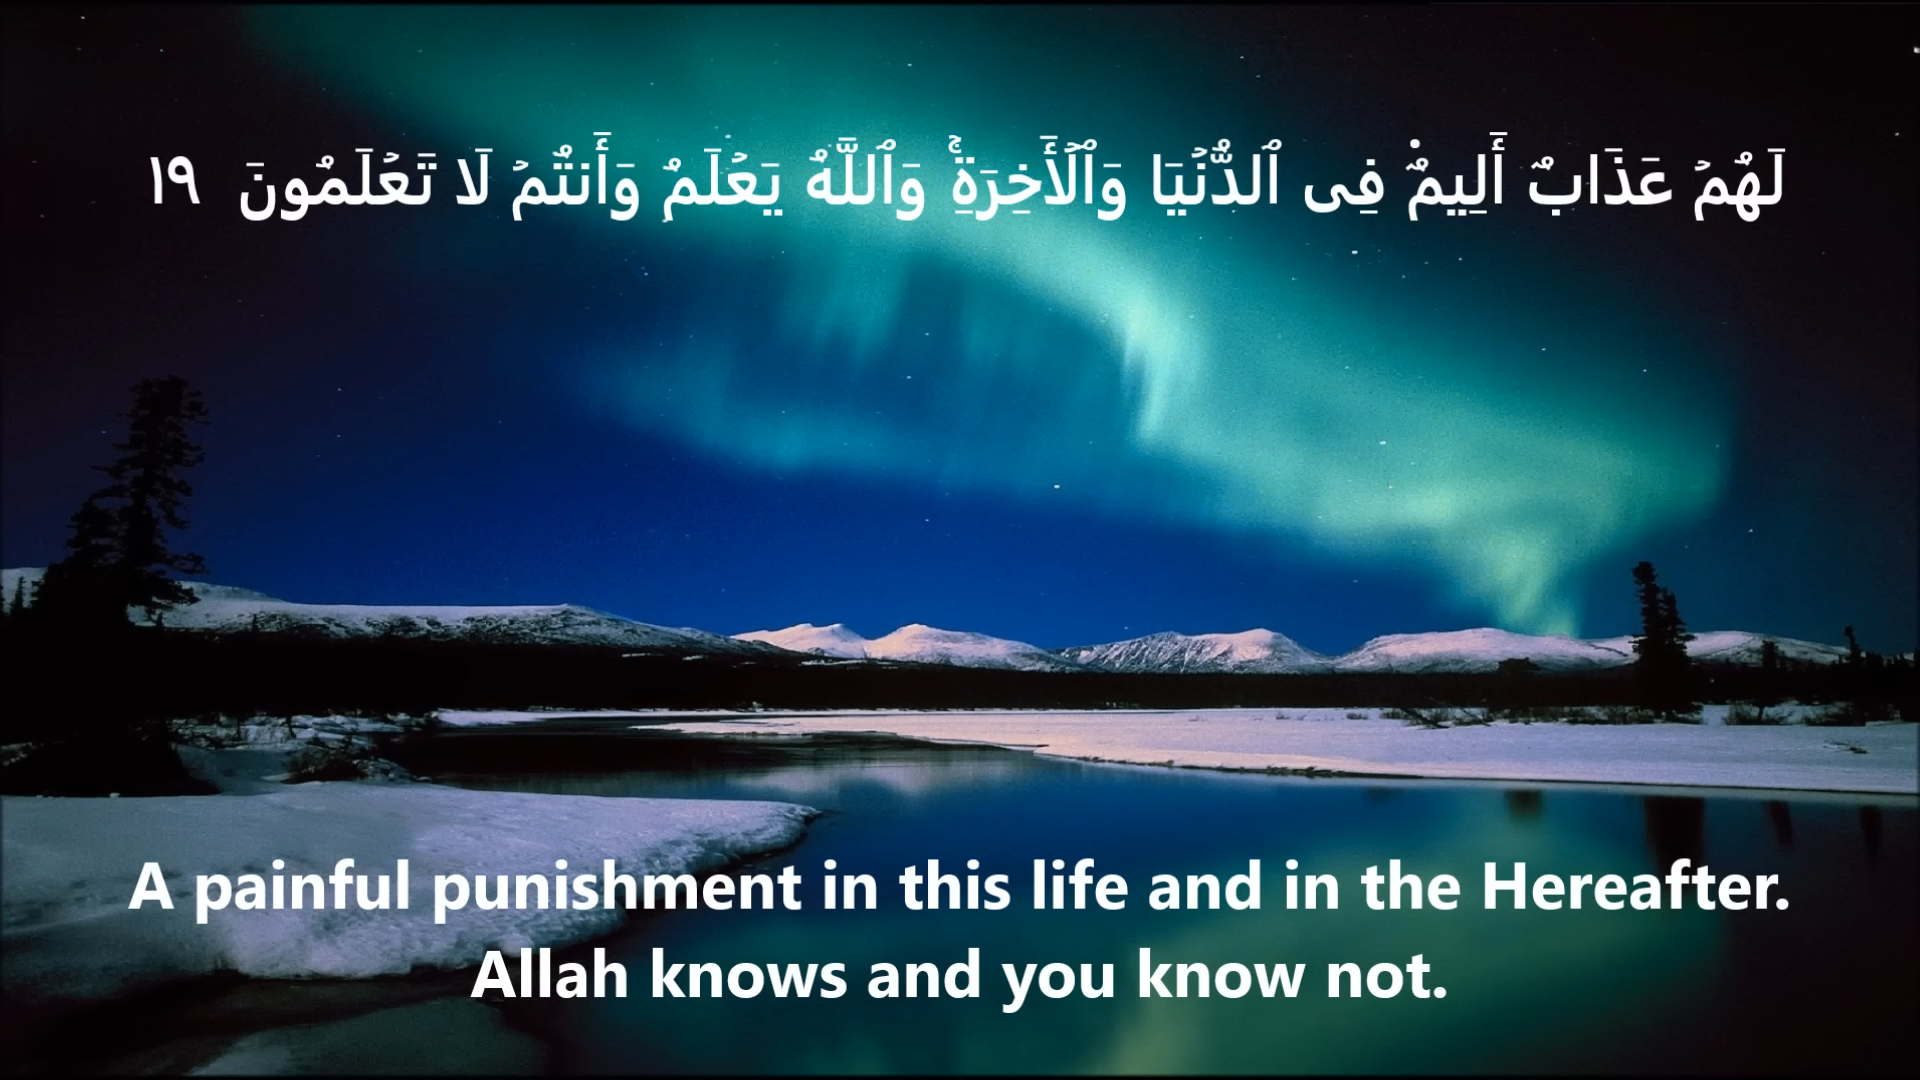 لَهُمۡ عَذَابٌ أَلِيمٞ فِى ٱلدُّنۡيَا وَٱلۡأَخِرَةِۚ وَٱللَّهُ يَعۡلَمُ وَأَنتُمۡ لَا تَعۡلَمُونَ ١٩
A painful punishment in this life and in the Hereafter.
Allah knows and you know not.